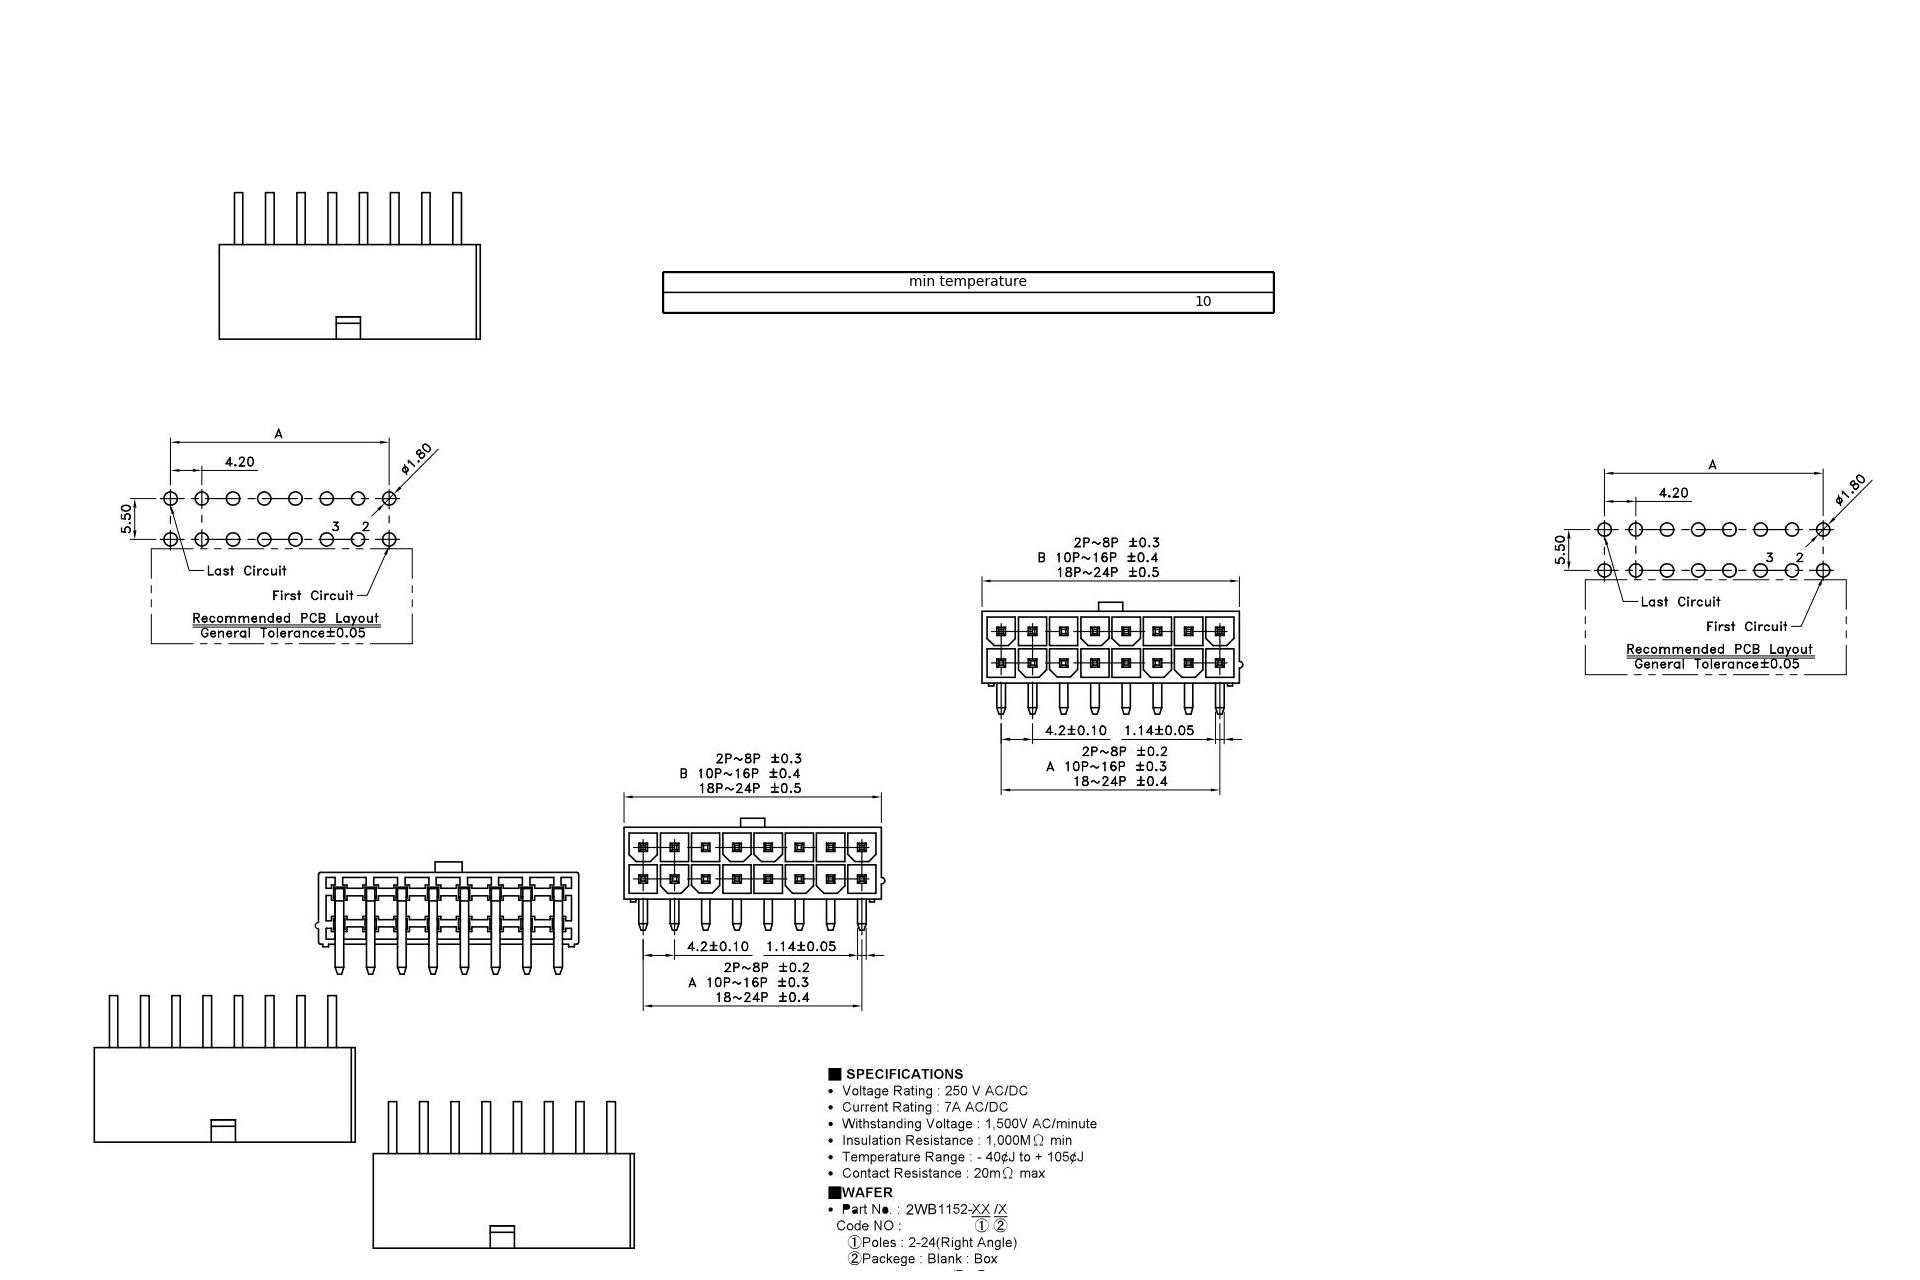 min temperature
10
A
4.20
ø1.80
5.50
3 2
Last Circuit
First Circuit
Recommended PCB Layout
General Tolerance±0.05
A
4.20
ø1.80
5.50
3 2
Last Circuit
First Circuit
Recommended PCB Layout
General Tolerance±0.05
2P~8P ±0.3
B 10P~16P ±0.4
18P~24P ±0.5
4.2±0.10 1.14±0.05
2P~8P ±0.2
A 10P~16P ±0.3
18~24P ±0.4
2P~8P ±0.3
B 10P~16P ±0.4
18P~24P ±0.5
4.2±0.10 1.14±0.05
2P~8P ±0.2
A 10P~16P ±0.3
18~24P ±0.4
■ SPECIFICATIONS
• Voltage Rating : 250 V AC/DC
• Current Rating : 7A AC/DC
• Withstanding Voltage : 1,500V AC/minute
• Insulation Resistance : 1,000MΩ min
• Temperature Range : - 40¢J to + 105¢J
• Contact Resistance : 20mΩ max
■WAFER
• Part No. : 2WB1152-XX /X
Code NO : ① ②
①Poles : 2-24(Right Angle)
②Packege : Blank : Box